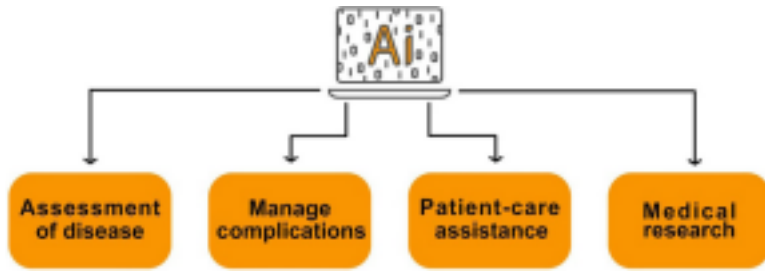 Ai
Assessment
of disease
Manage
complications
Patient-care
assistance
Medical
research